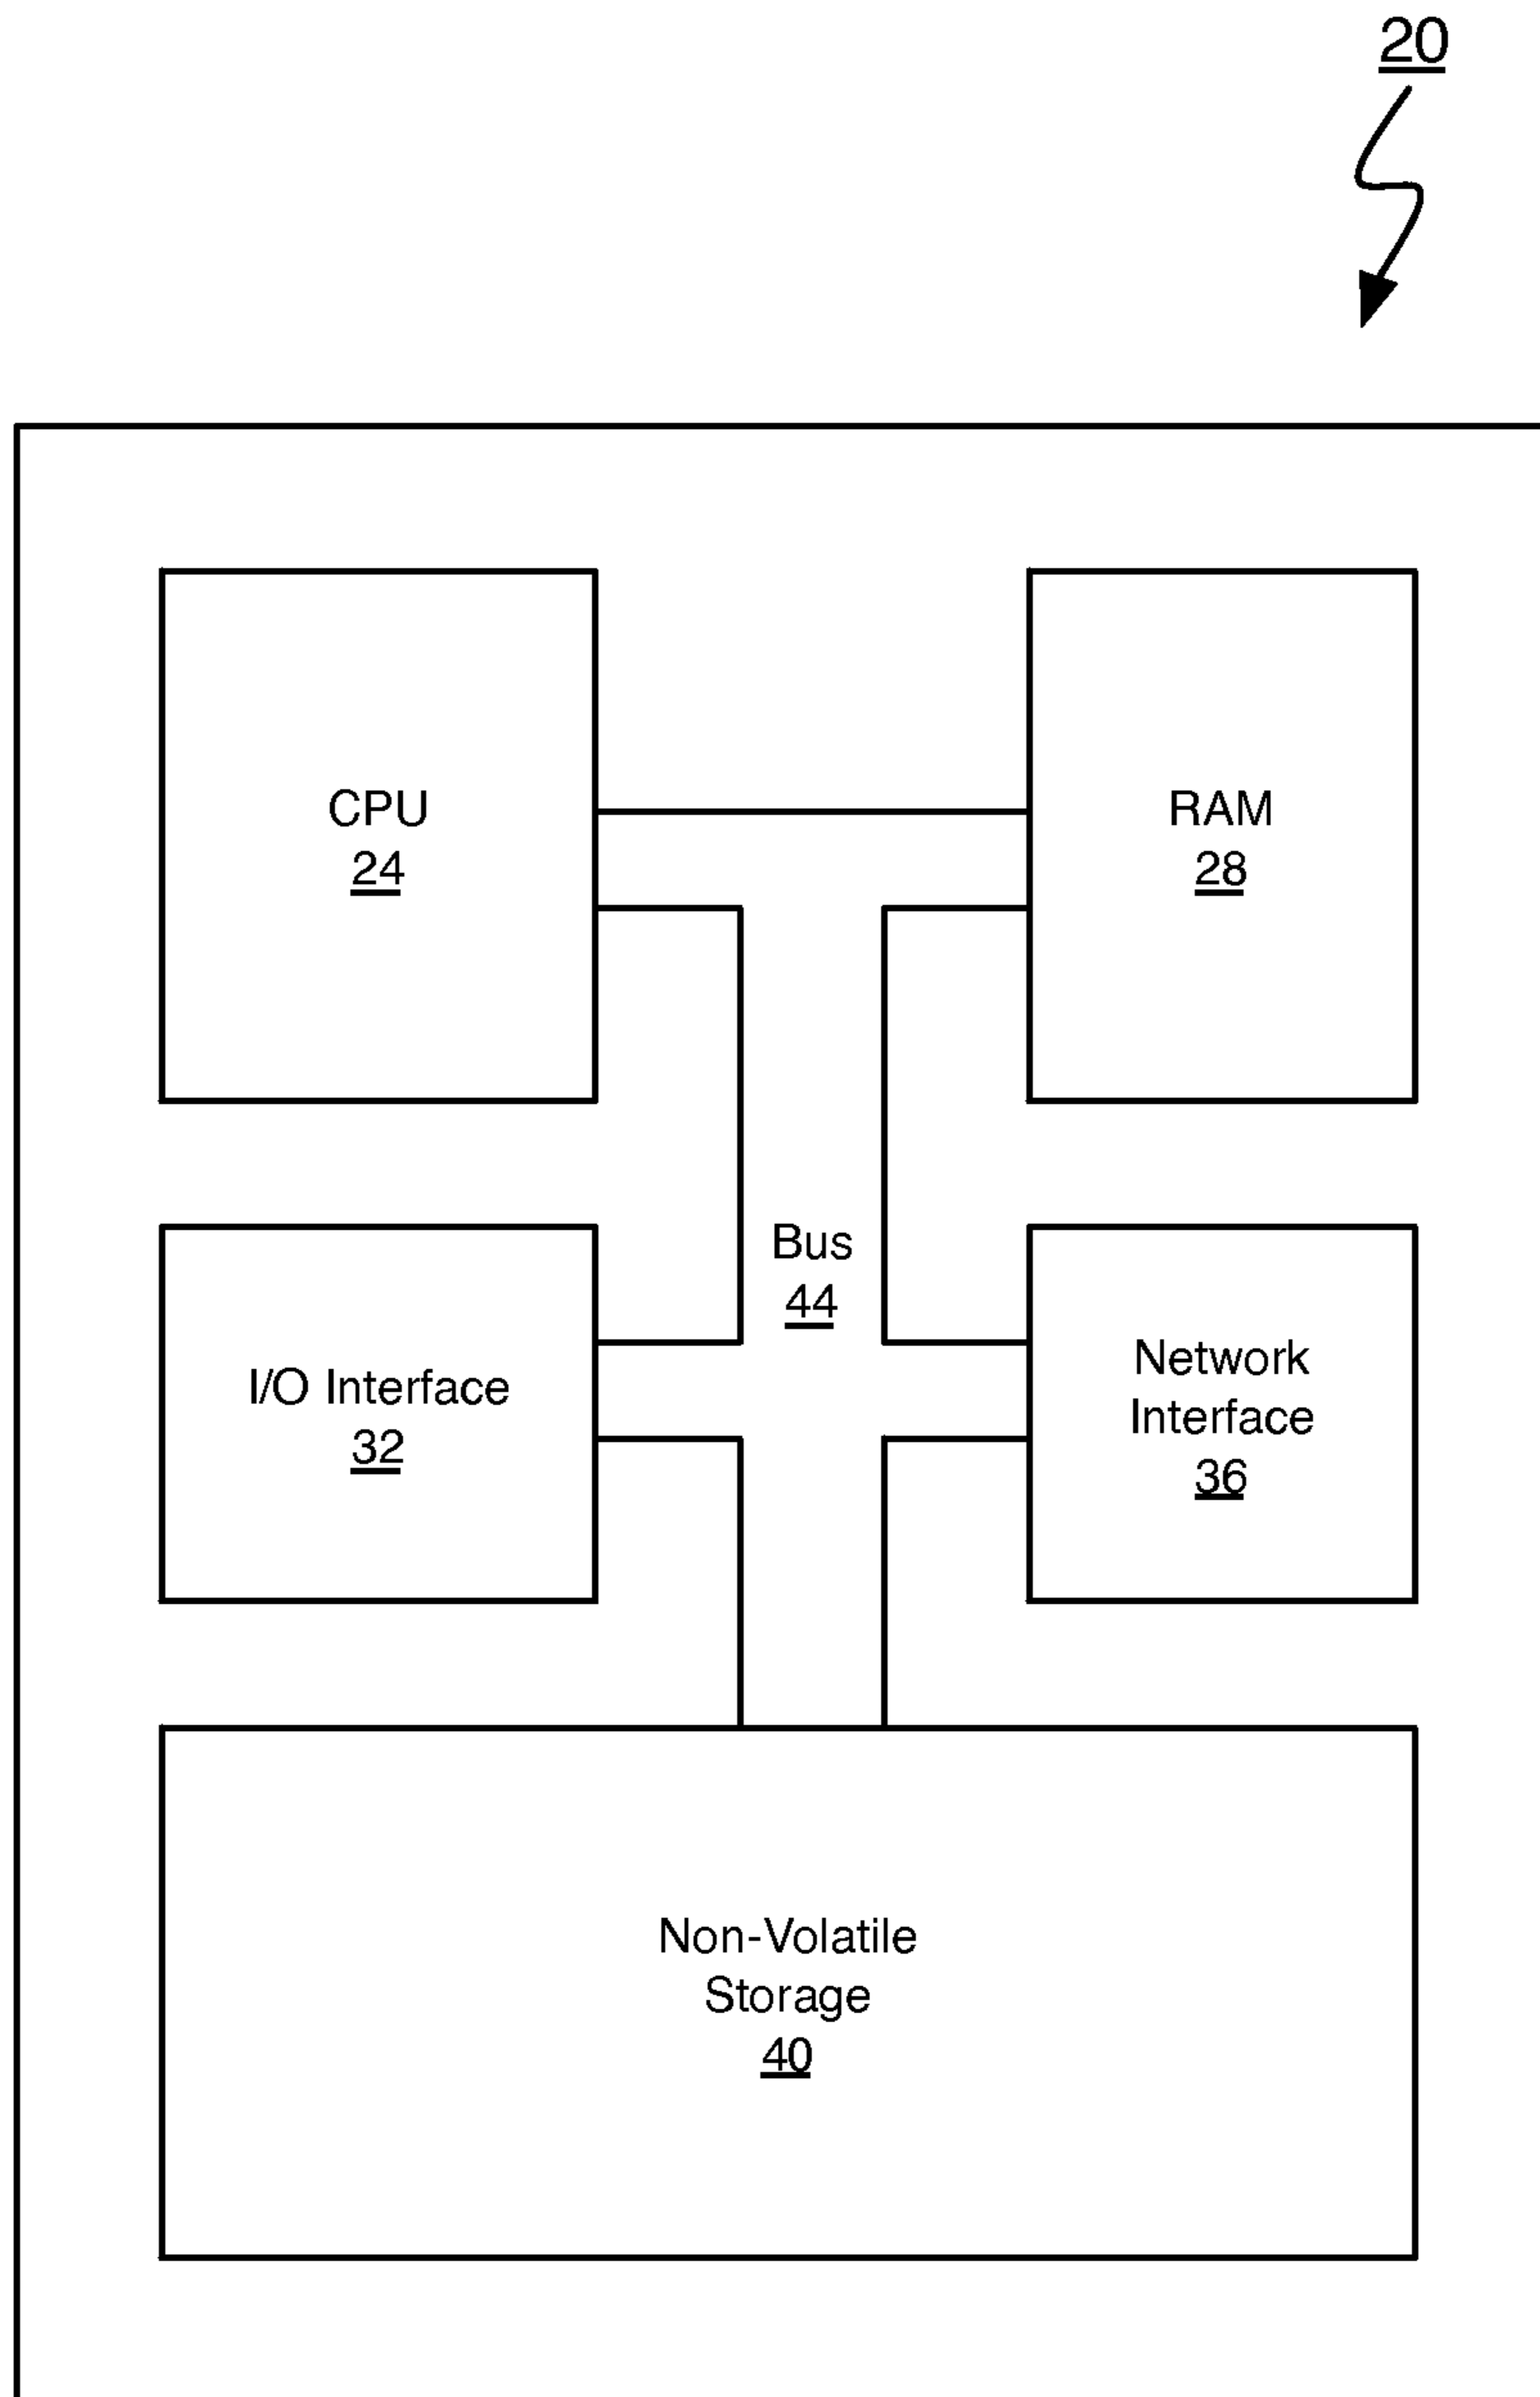 20
CPU
24
RAM
28
Bus
44
I/O Interface
32
Network
Interface
36
Non-Volatile
Storage
40